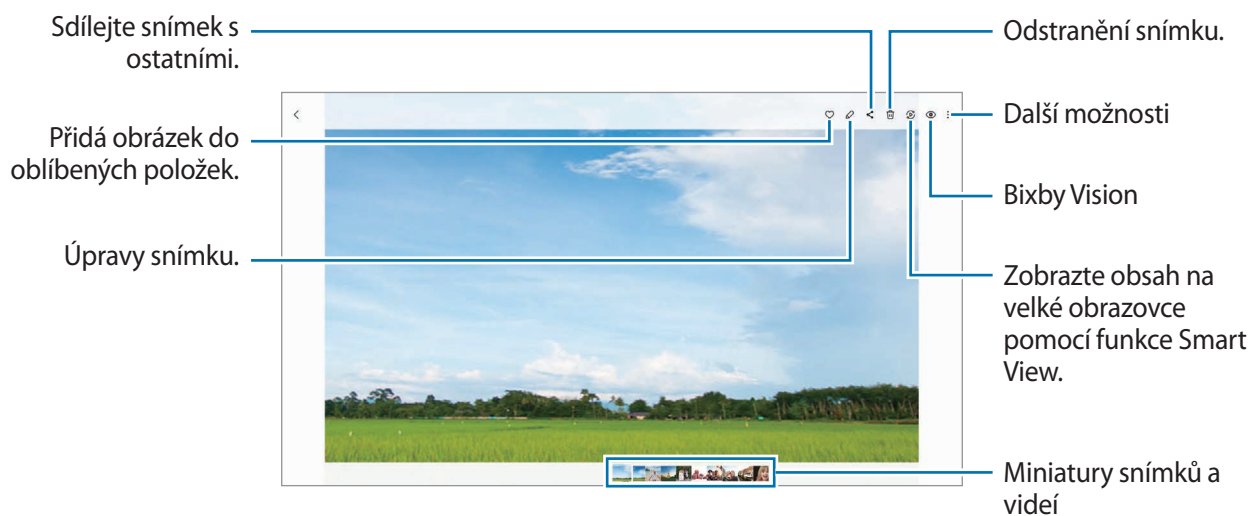 Sdílejte snímek s
ostatními.
Přidá obrázek do
oblíbených položek.
Úpravy snímku.
Odstranění snímku.
Další možnosti
Bixby Vision
Zobrazte obsah na
velké obrazovce
pomocí funkce Smart
View.
Miniatury snímků a
videí